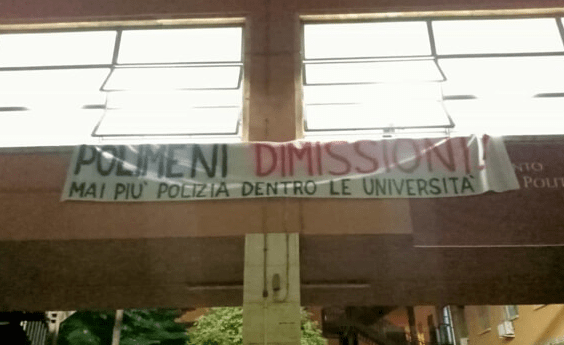 POLIMENI DIMISSIONI!
MAI PIU' POLIZIA DENTRO LE UNIVERSITA'